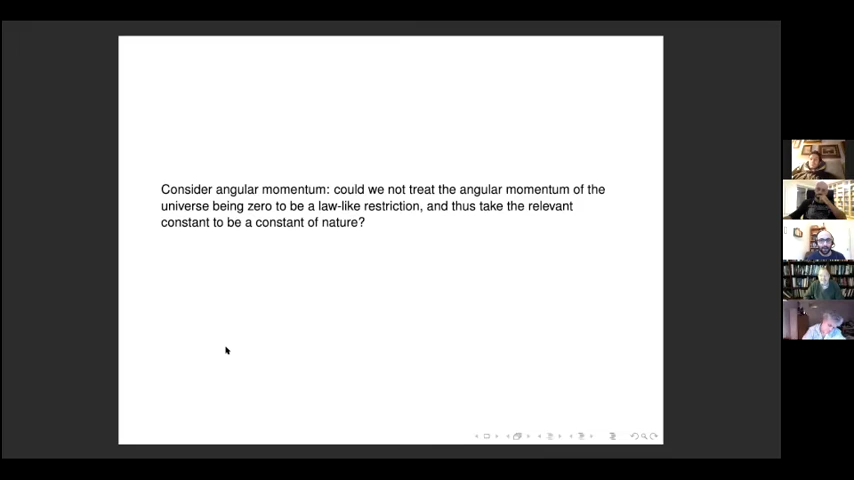 Consider angular momentum: could we not treat the angular momentum of the
universe being zero to be a law-like restriction, and thus take the relevant
constant to be a constant of nature?